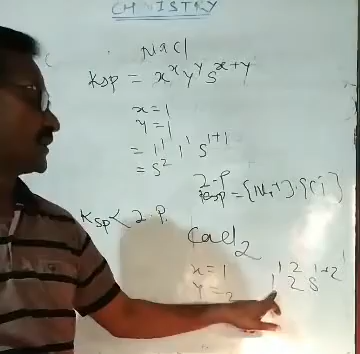 CHEMISTRY
NaCl
Ksp = x^x y^y s^x+y
x = 1
y = 1
= 1^1 1^1 s^1+1
= s^2
I-P
Ksp < I.P.
CaCl2
x = 1
y = 2
1^1 2^2 s^1+2